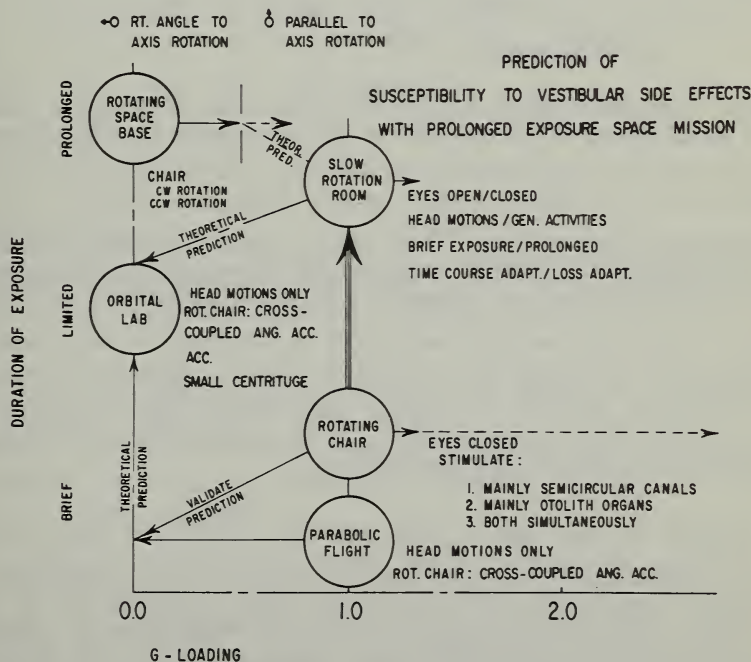 RT. ANGLE TO
AXIS ROTATION
PARALLEL TO
AXIS ROTATION
PREDICTION OF
SUSCEPTIBILITY TO VESTIBULAR SIDE EFFECTS
WITH PROLONGED EXPOSURE SPACE MISSION
DURATION OF EXPOSURE
PROLONGED
LIMITED
BRIEF
ROTATING
SPACE
BASE
THEOR.
PRED.
CHAIR
CW ROTATION
CCW ROTATION
SLOW
ROTATION
ROOM
EYES OPEN/CLOSED
HEAD MOTIONS/GEN. ACTIVITIES
BRIEF EXPOSURE/PROLONGED
TIME COURSE ADAPT./LOSS ADAPT.
THEORETICAL
PREDICTION
ORBITAL
LAB
HEAD MOTIONS ONLY
ROT. CHAIR: CROSS-
COUPLED ANG. ACC.
ACC.
SMALL CENTRITUGE
ROTATING
CHAIR
EYES CLOSED
STIMULATE:
1. MAINLY SEMICIRCULAR CANALS
2. MAINLY OTOLITH ORGANS
3. BOTH SIMULTANEOUSLY
THEORETICAL
PREDICTION
VALIDATE
PREDICTION
PARABOLIC
FLIGHT
HEAD MOTIONS ONLY
ROT. CHAIR: CROSS-COUPLED ANG. ACC.
0.0
1.0
2.0
G - LOADING